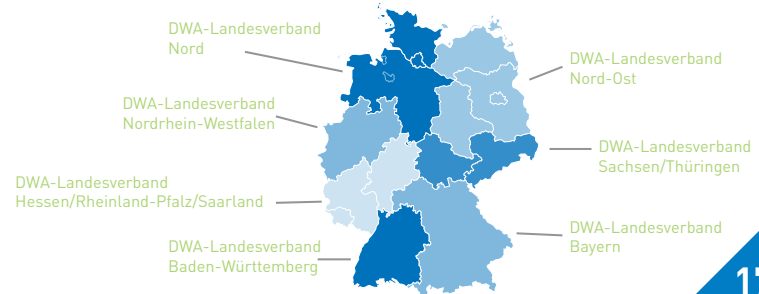 DWA-Landesverband
Nord
DWA-Landesverband
Nord-Ost
DWA-Landesverband
Nordrhein-Westfalen
DWA-Landesverband
Sachsen/Thüringen
DWA-Landesverband
Hessen/Rheinland-Pfalz/Saarland
DWA-Landesverband
Bayern
DWA-Landesverband
Baden-Württemberg